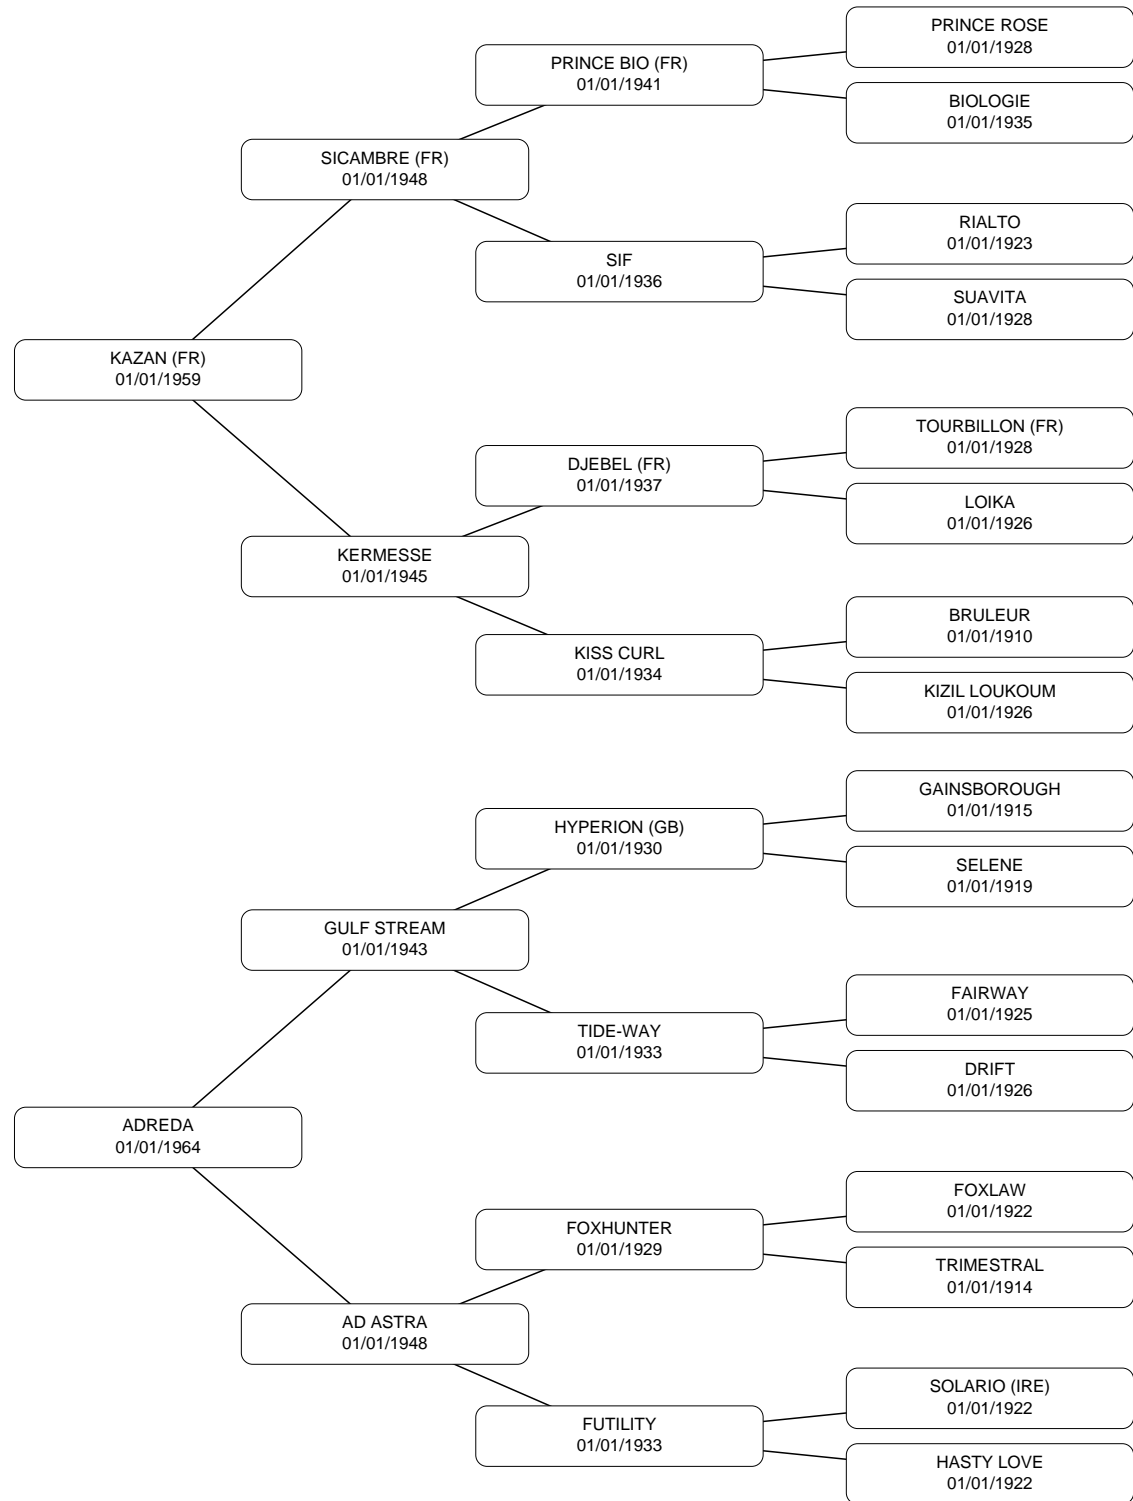 PRINCE ROSE
01/01/1928
PRINCE BIO (FR)
01/01/1941
BIOLOGIE
01/01/1935
SICAMBRE (FR)
01/01/1948
RIALTO
01/01/1923
SIF
01/01/1936
SUAVITA
01/01/1928
KAZAN (FR)
01/01/1959
TOURBILLON (FR)
01/01/1928
DJEBEL (FR)
01/01/1937
LOIKA
01/01/1926
KERMESSE
01/01/1945
BRULEUR
01/01/1910
KISS CURL
01/01/1934
KIZIL LOUKOUM
01/01/1926
GAINSBOROUGH
01/01/1915
HYPERION (GB)
01/01/1930
SELENE
01/01/1919
GULF STREAM
01/01/1943
FAIRWAY
01/01/1925
TIDE-WAY
01/01/1933
DRIFT
01/01/1926
ADREDA
01/01/1964
FOXLAW
01/01/1922
FOXHUNTER
01/01/1929
TRIMESTRAL
01/01/1914
AD ASTRA
01/01/1948
SOLARIO (IRE)
01/01/1922
FUTILITY
01/01/1933
HASTY LOVE
01/01/1922